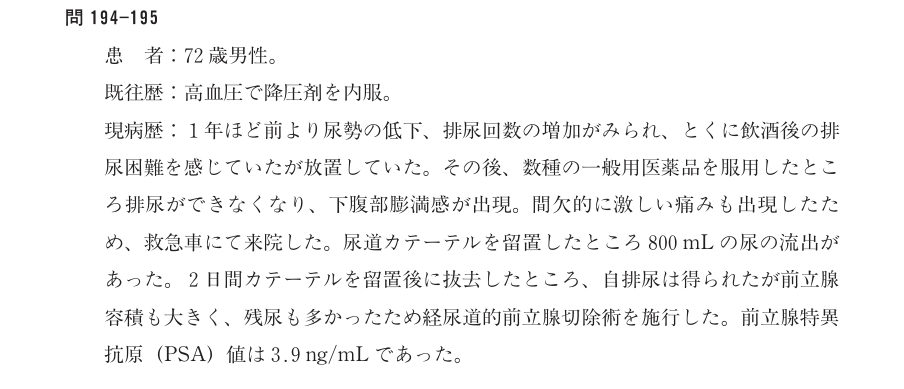 問 194−195
患　者：72 歳男性。
既往歴：高血圧で降圧剤を内服。
現病歴：１年ほど前より尿勢の低下、排尿回数の増加がみられ、とくに飲酒後の排
尿困難を感じていたが放置していた。その後、数種の一般用医薬品を服用したとこ
ろ排尿ができなくなり、下腹部膨満感が出現。間欠的に激しい痛みも出現したた
め、救急車にて来院した。尿道カテーテルを留置したところ 800 mL の尿の流出が
あった。２日間カテーテルを留置後に抜去したところ、自排尿は得られたが前立腺
容積も大きく、残尿も多かったため経尿道的前立腺切除術を施行した。前立腺特異
抗原（PSA）値は 3.9 ng/mL であった。